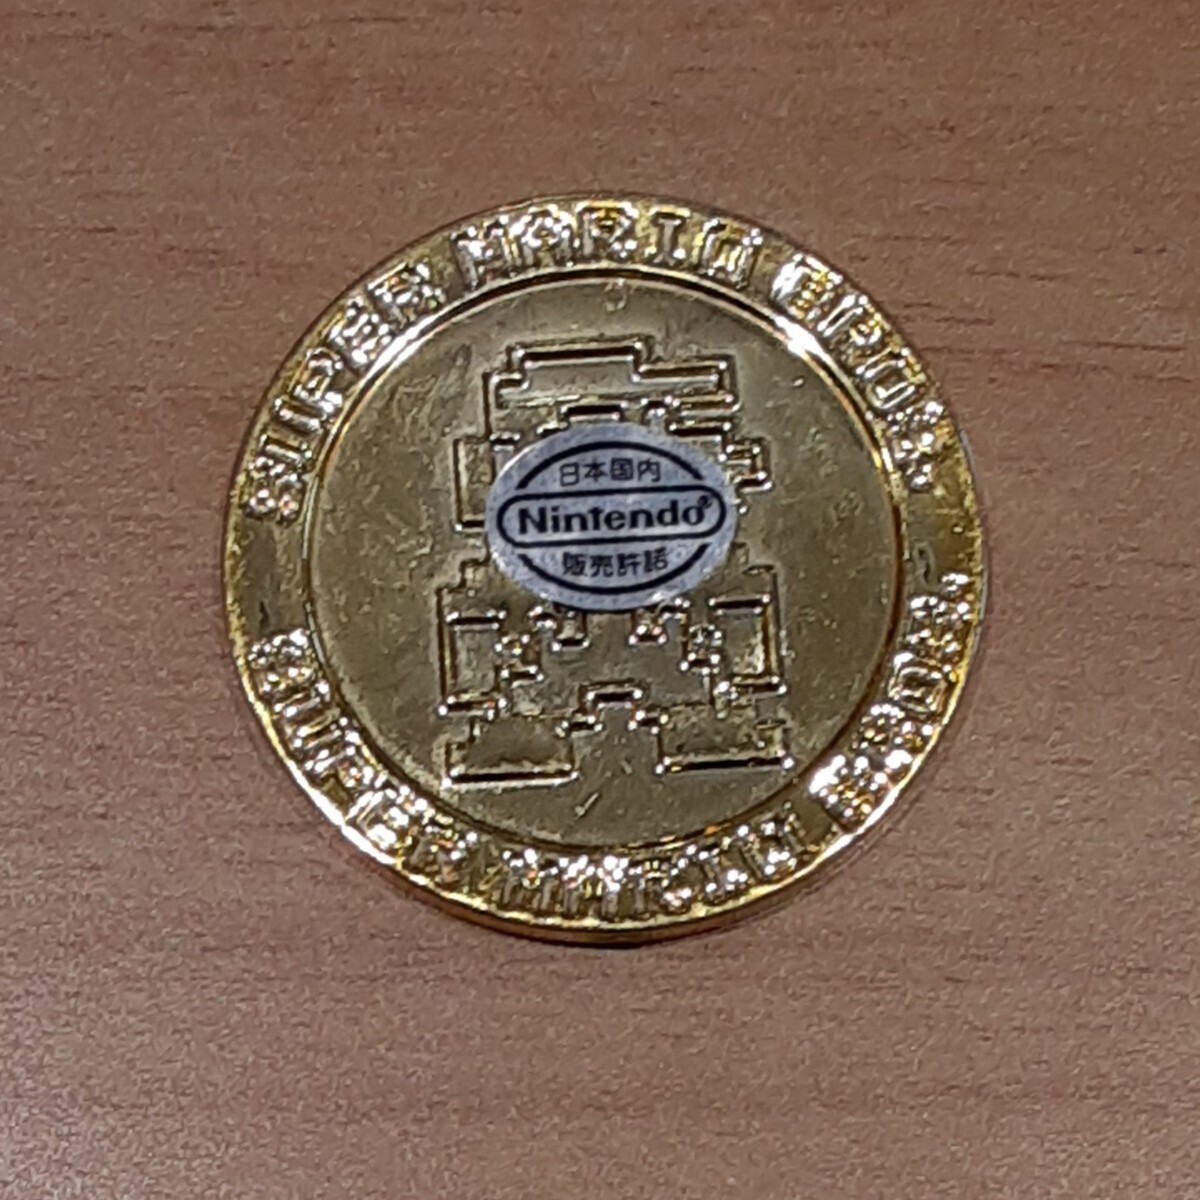 SUPER MARIO BROS.
日本国内
Nintendo®
販売許諾
SUPER MARIO BROS.